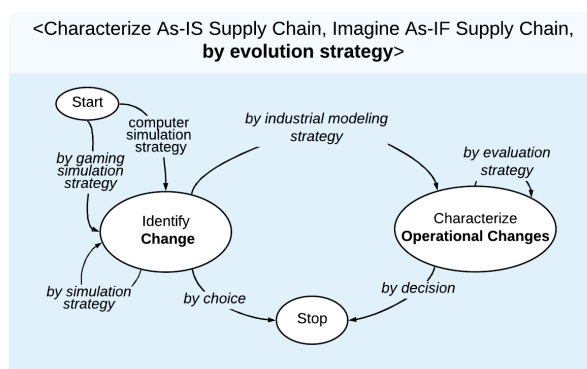 <Characterize As-IS Supply Chain, Imagine As-IF Supply Chain,
by evolution strategy>
Start
computer
simulation
strategy
by gaming
simulation
strategy
by industrial modeling
strategy
by evaluation
strategy
Identify
Change
Characterize
Operational Changes
by simulation
strategy
by choice
by decision
Stop